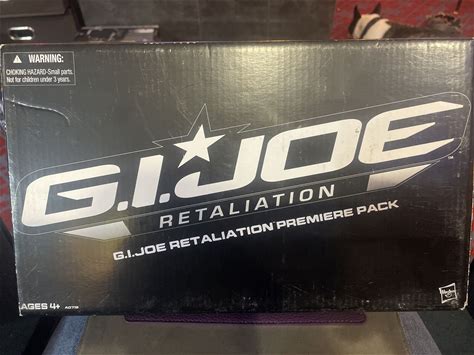 WARNING:
CHOKING HAZARD-Small parts.
Not for children under 3 years.
G.I.JOE
RETALIATION
G.I.JOE RETALIATION PREMIERE PACK
AGES 4+
Hasbro